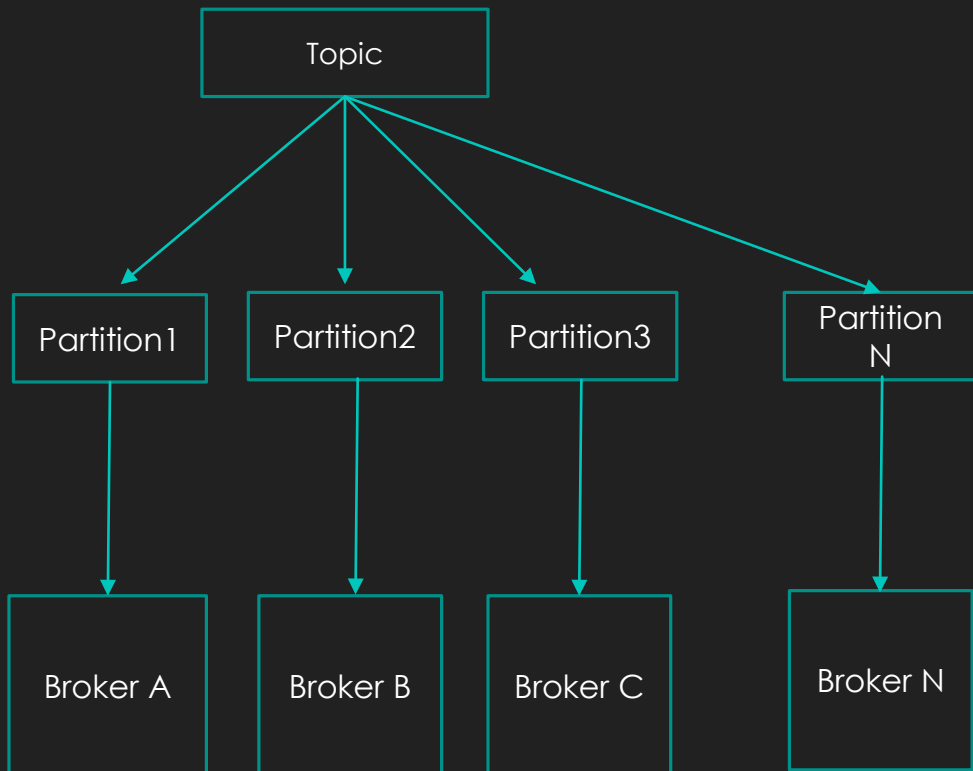 Topic
Partition1
Partition2
Partition3
Partition
N
Broker A
Broker B
Broker C
Broker N